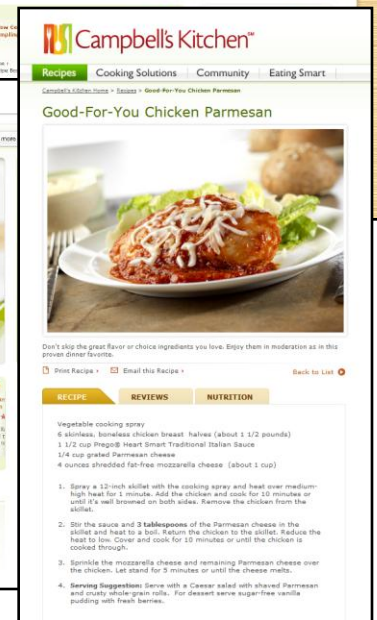 Campbell's Kitchen™
Recipes Cooking Solutions Community Eating Smart
Campbell's Kitchen Home > Recipes > Good-For-You Chicken Parmesan
Good-For-You Chicken Parmesan
Don't skip the great flavor or choice ingredients you love. Enjoy them in moderation as in this
proven dinner favorite.
Print Recipe Email this Recipe Back to List
RECIPE REVIEWS NUTRITION
Vegetable cooking spray
6 skinless, boneless chicken breast halves (about 1 1/2 pounds)
1 1/2 cup Prego® Heart Smart Traditional Italian Sauce
1/4 cup grated Parmesan cheese
4 ounces shredded fat-free mozzarella cheese (about 1 cup)
1. Spray a 12-inch skillet with the cooking spray and heat over medium-
high heat for 1 minute. Add the chicken and cook for 10 minutes or
until it's well browned on both sides. Remove the chicken from the
skillet.
2. Stir the sauce and 3 tablespoons of the Parmesan cheese in the
skillet and heat to a boil. Return the chicken to the skillet. Reduce the
heat to low. Cover and cook for 10 minutes or until the chicken is
cooked through.
3. Sprinkle the mozzarella cheese and remaining Parmesan cheese over
the chicken. Let stand for 5 minutes or until the cheese melts.
4. Serving Suggestion: Serve with a Caesar salad with shaved Parmesan
and crusty whole-grain rolls. For dessert serve sugar-free vanilla
pudding with fresh berries.